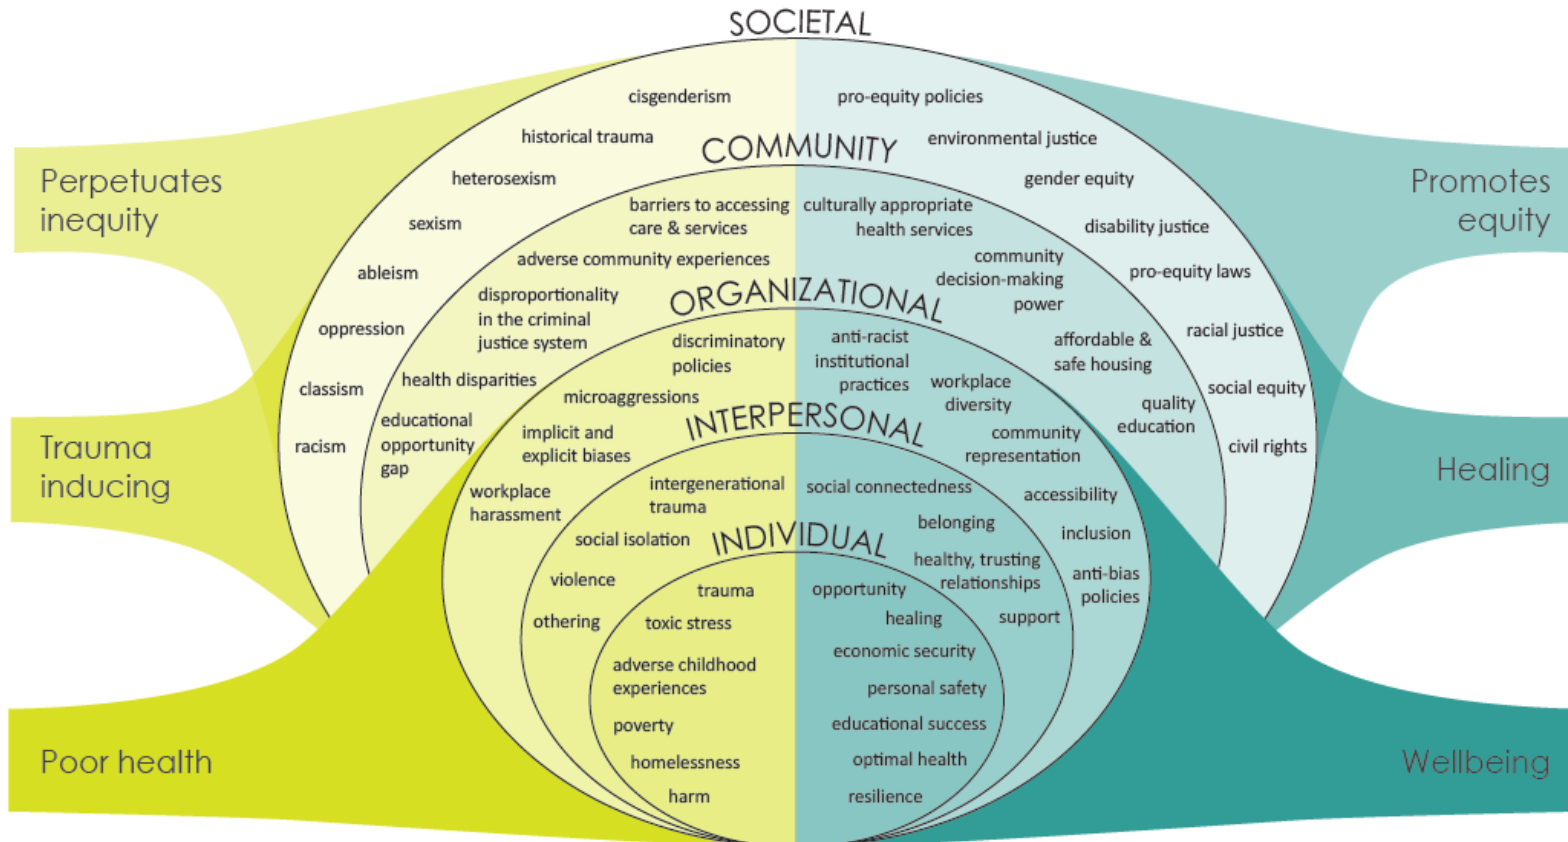 SOCIETAL
cisgenderism
historical trauma
heterosexism
sexism
ableism
oppression
classism
racism
pro-equity policies
environmental justice
gender equity
disability justice
pro-equity laws
racial justice
social equity
civil rights
COMMUNITY
barriers to accessing
care & services
adverse community experiences
disproportionality
in the criminal
justice system
health disparities
educational
opportunity
gap
culturally appropriate
health services
community
decision-making
power
affordable &
safe housing
quality
education
ORGANIZATIONAL
discriminatory
policies
microaggressions
implicit and
explicit biases
workplace
harassment
anti-racist
institutional
practices
workplace
diversity
community
representation
accessibility
inclusion
anti-bias
policies
INTERPERSONAL
intergenerational
trauma
social isolation
violence
othering
social connectedness
belonging
healthy, trusting
relationships
support
INDIVIDUAL
trauma
toxic stress
adverse childhood
experiences
poverty
homelessness
harm
opportunity
healing
economic security
personal safety
educational success
optimal health
resilience
Perpetuates
inequity
Trauma
inducing
Poor health
Promotes
equity
Healing
Wellbeing